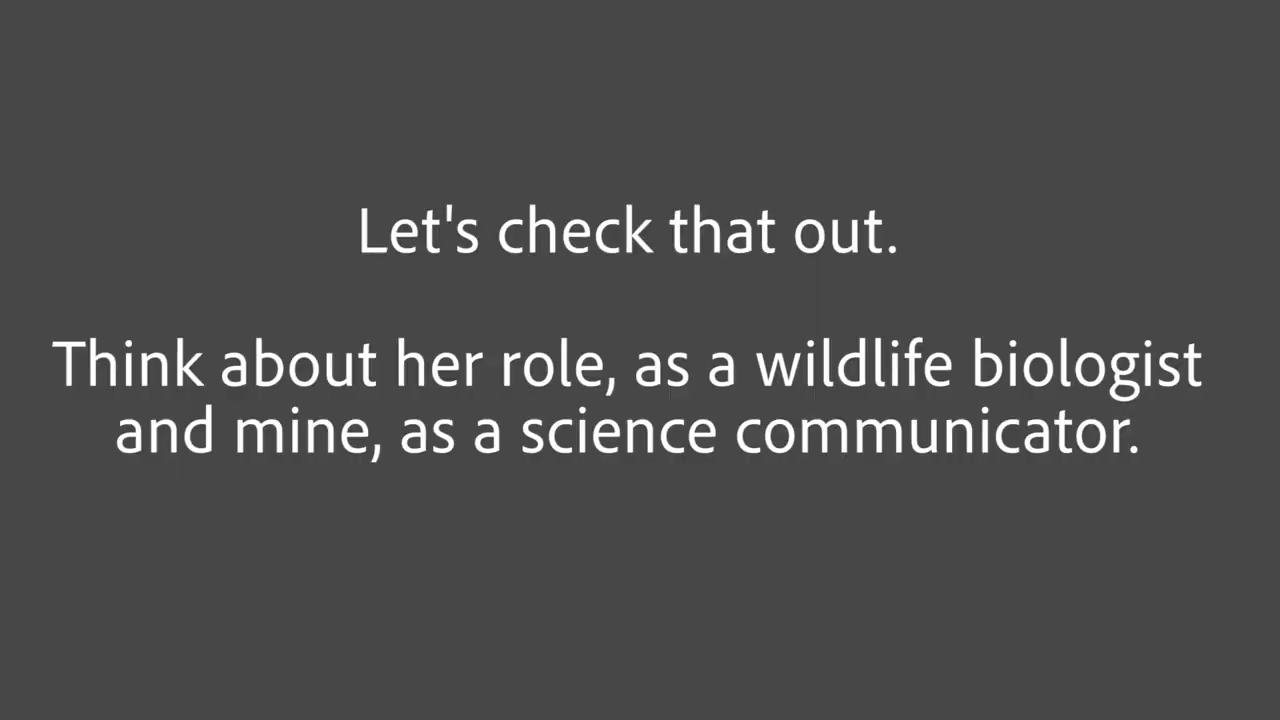 Let's check that out.
Think about her role, as a wildlife biologist
and mine, as a science communicator.